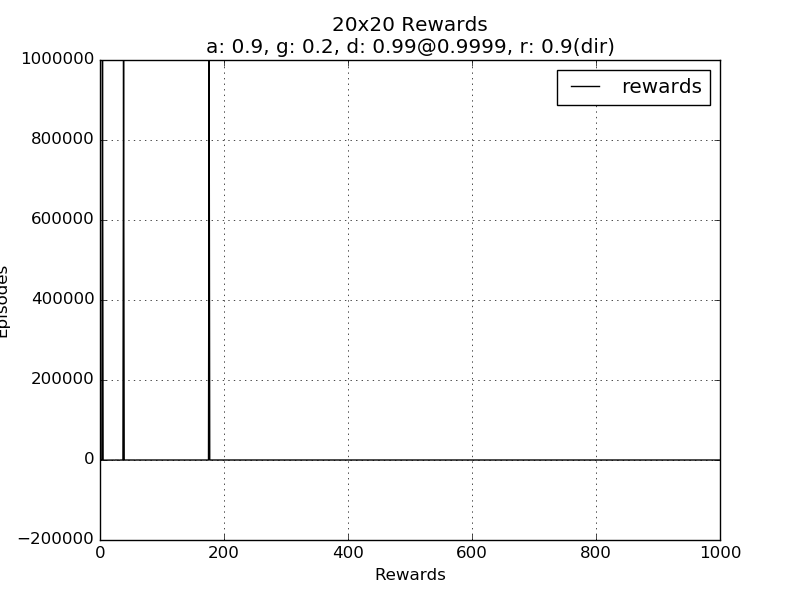 20x20 Rewards
a: 0.9, g: 0.2, d: 0.99@0.9999, r: 0.9(dir)
1000000
rewards
800000
600000
400000
Episodes
200000
0
−200000
0 200 400 600 800 1000
Rewards